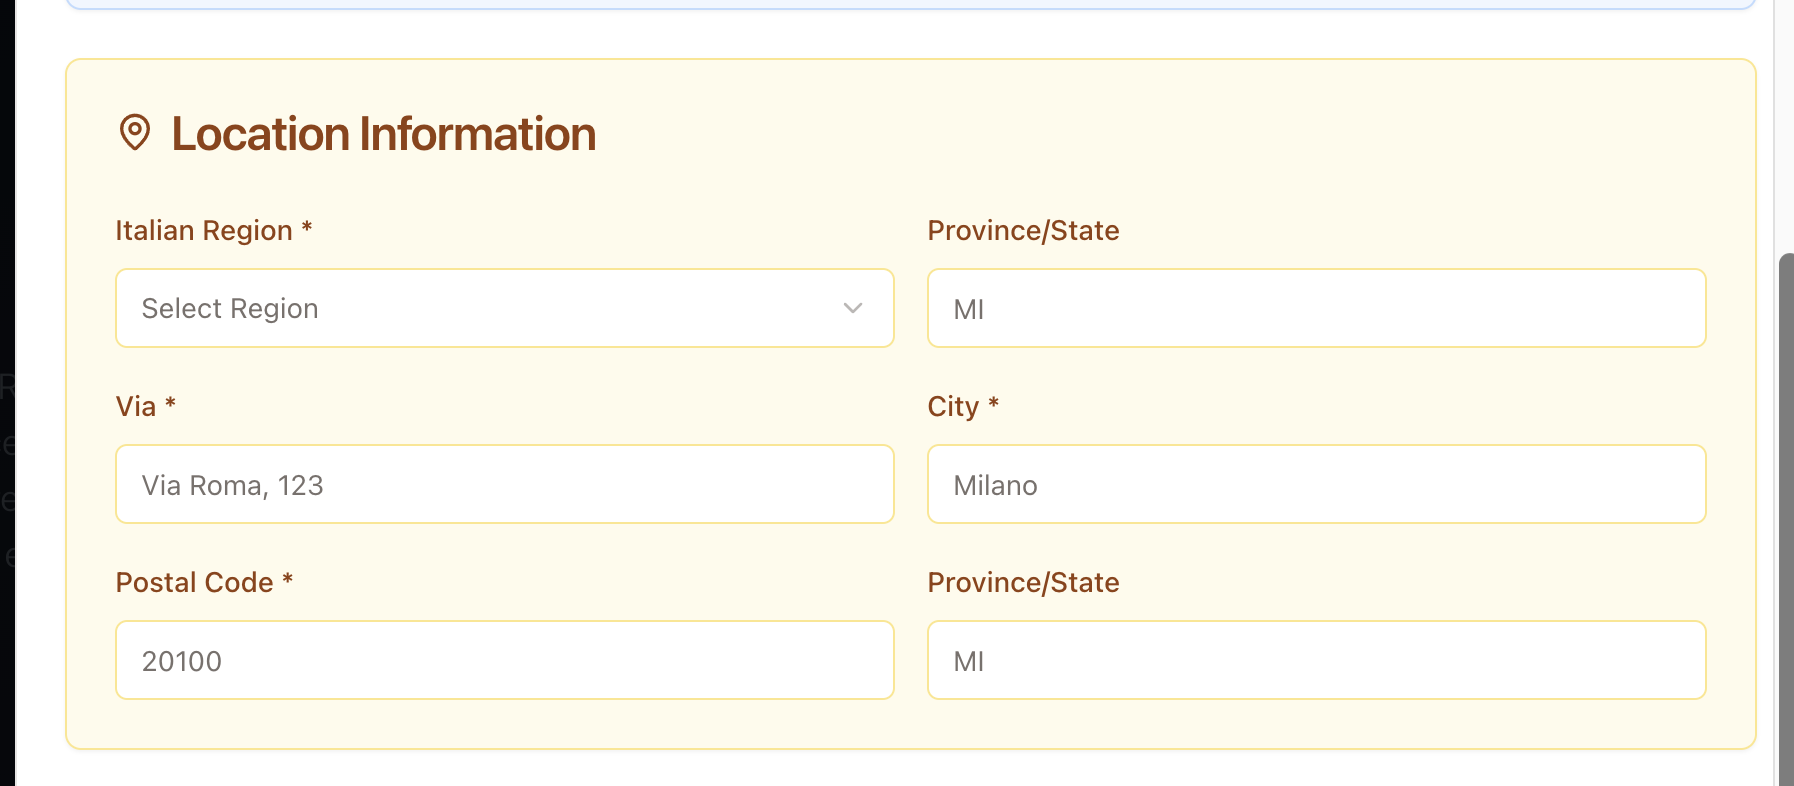 Location Information
Italian Region *
Province/State
Select Region
MI
Via *
City *
Via Roma, 123
Milano
Postal Code *
Province/State
20100
MI